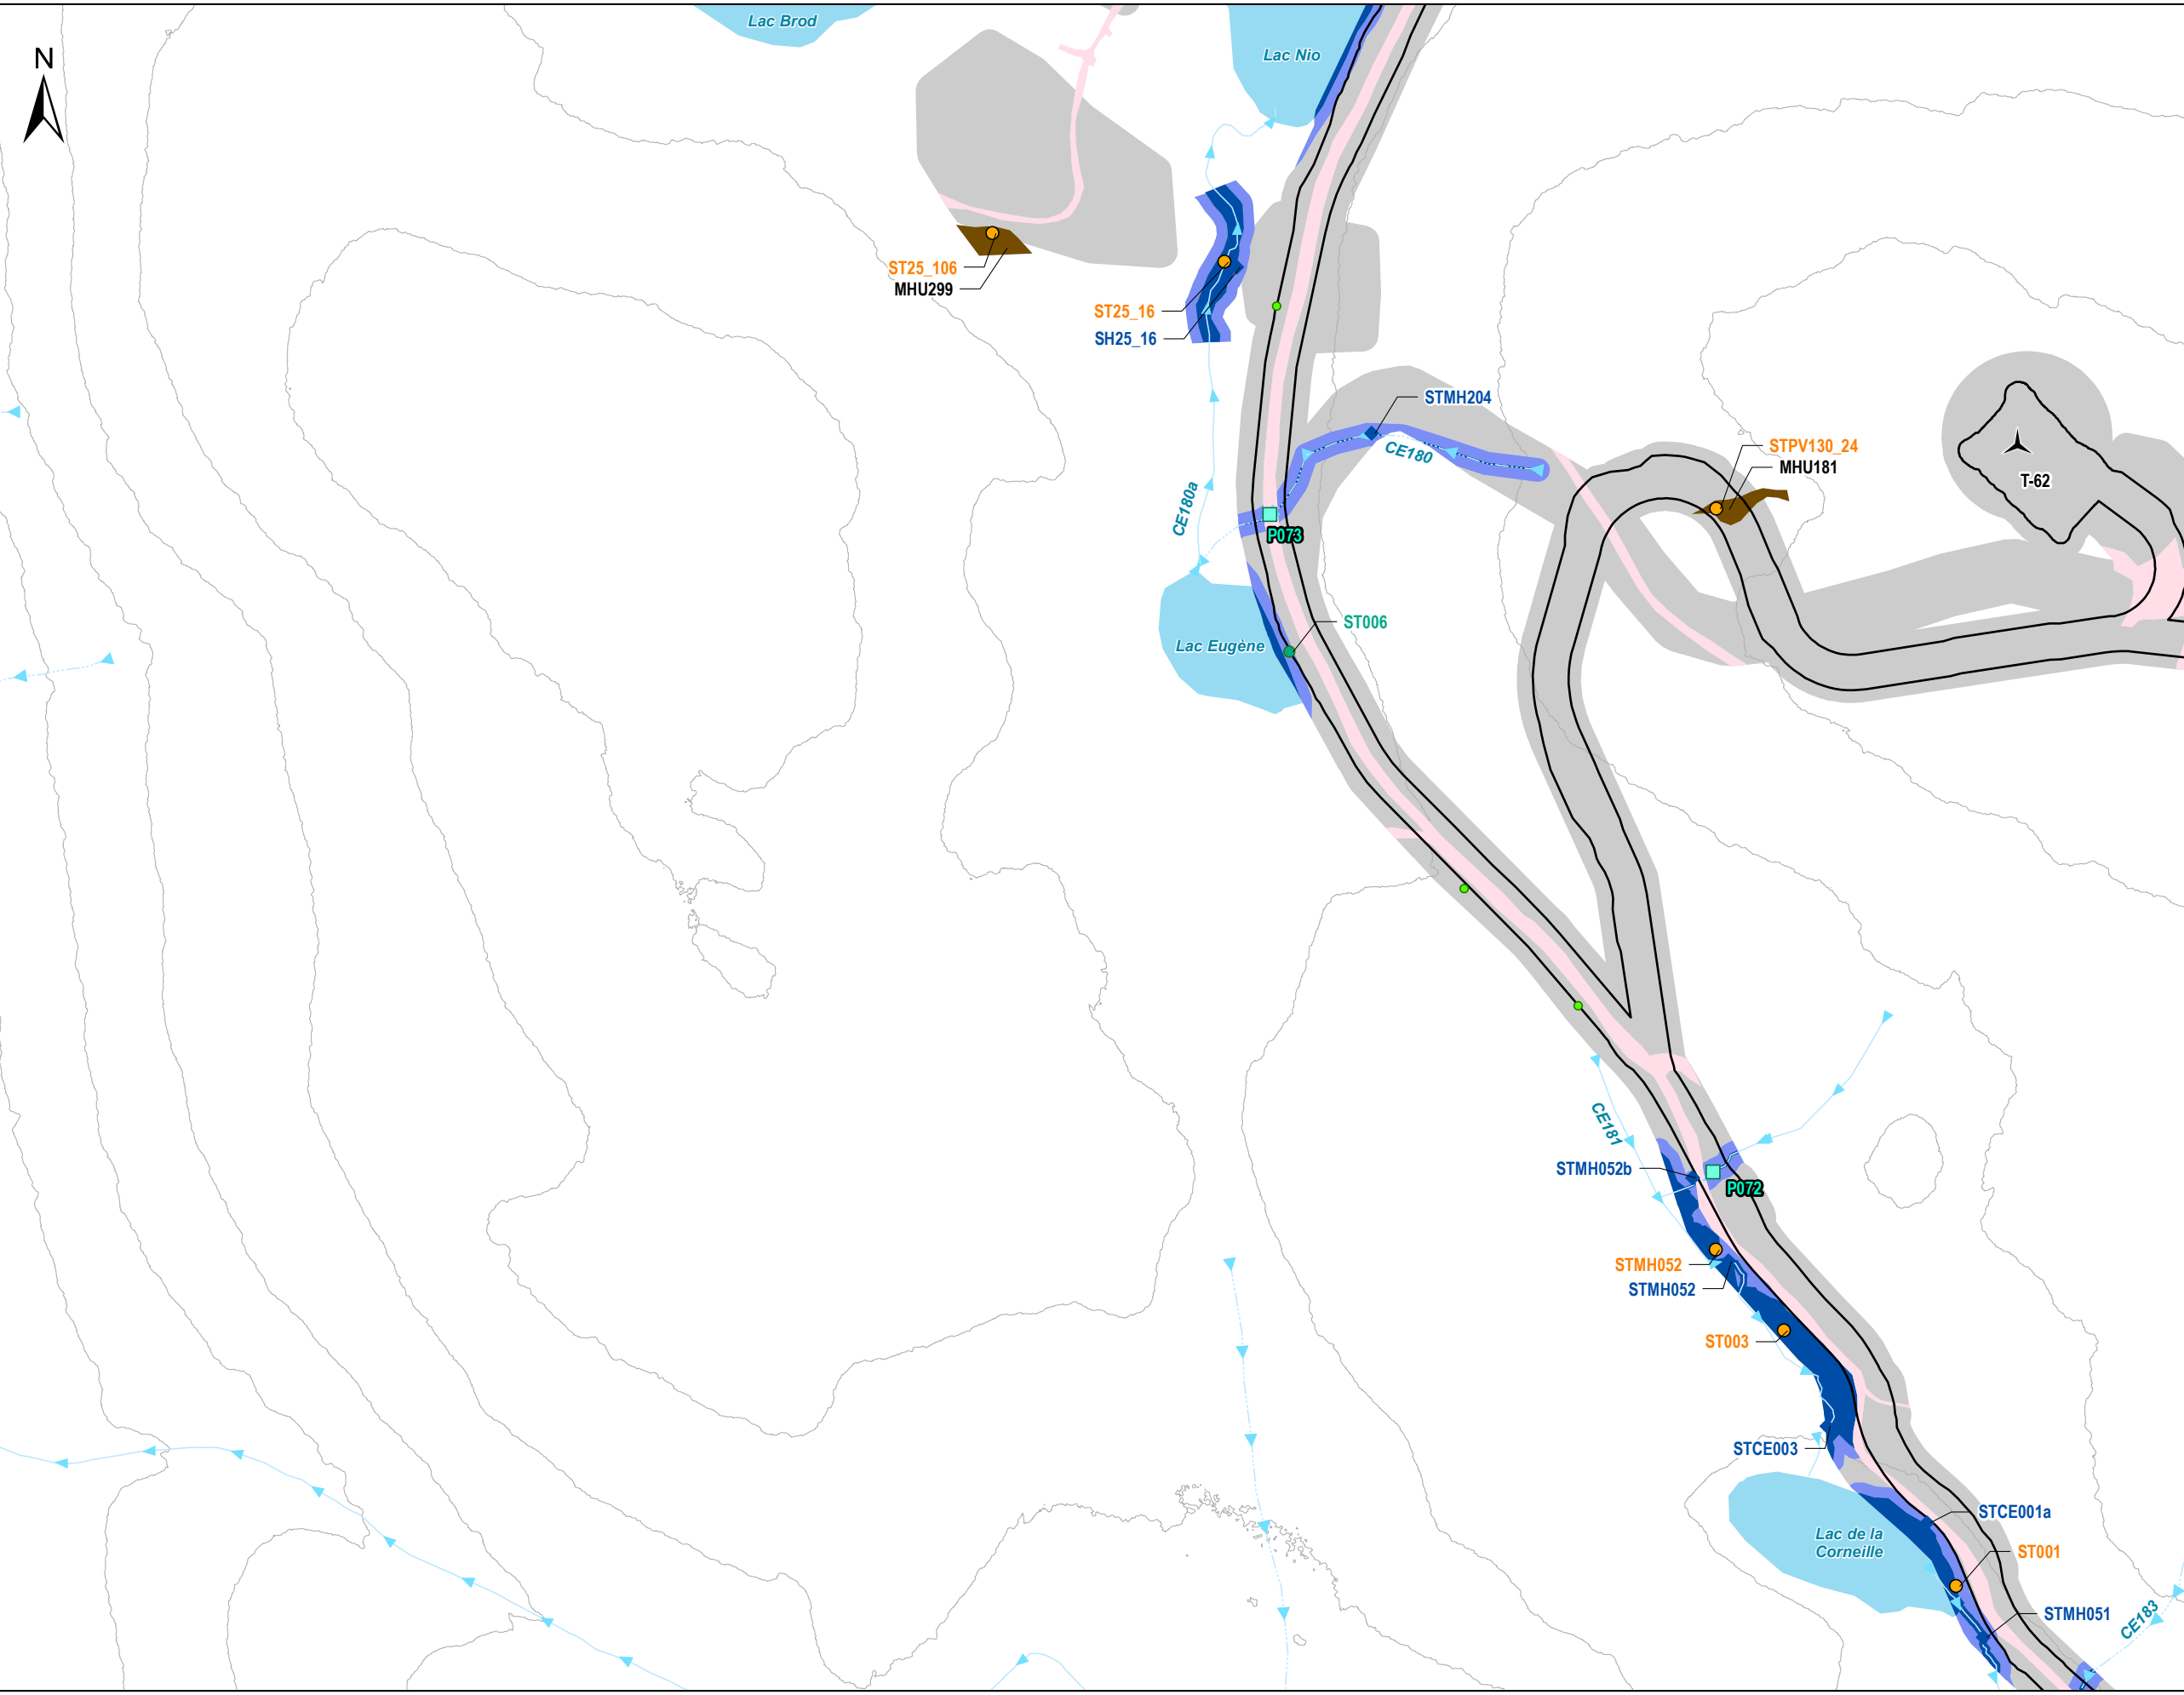 Lac Brod
N
Lac Nio
ST25_106
MHU299
ST25_16
SH25_16
STMH204
CE180
STPV130_24
MHU181
T-62
CE180a
P073
ST006
Lac Eugène
CE181
STMH052b
P072
STMH052
STMH052
ST003
STCE003
STCE001a
Lac de la
Corneille
ST001
STMH051
CE183